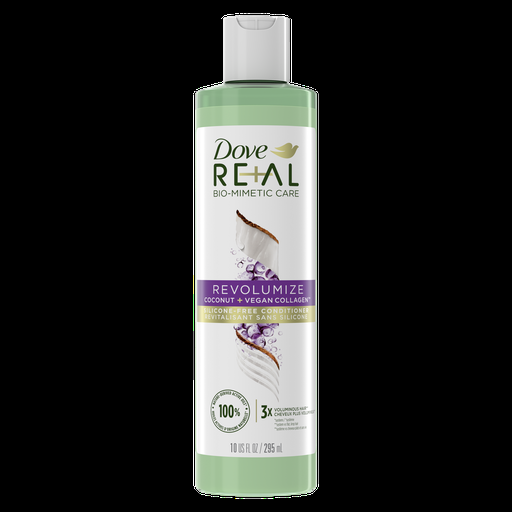 Dove
RE+AL
BIO-MIMETIC CARE
REVOLUMIZE
COCONUT + VEGAN COLLAGEN*
SILICONE-FREE CONDITIONER
REVITALISANT SANS SILICONE
100%
3x
VOLUMINOUS HAIR*
CHEVEUX PLUS VOLUMINEUX*
10 US FL OZ / 295 mL